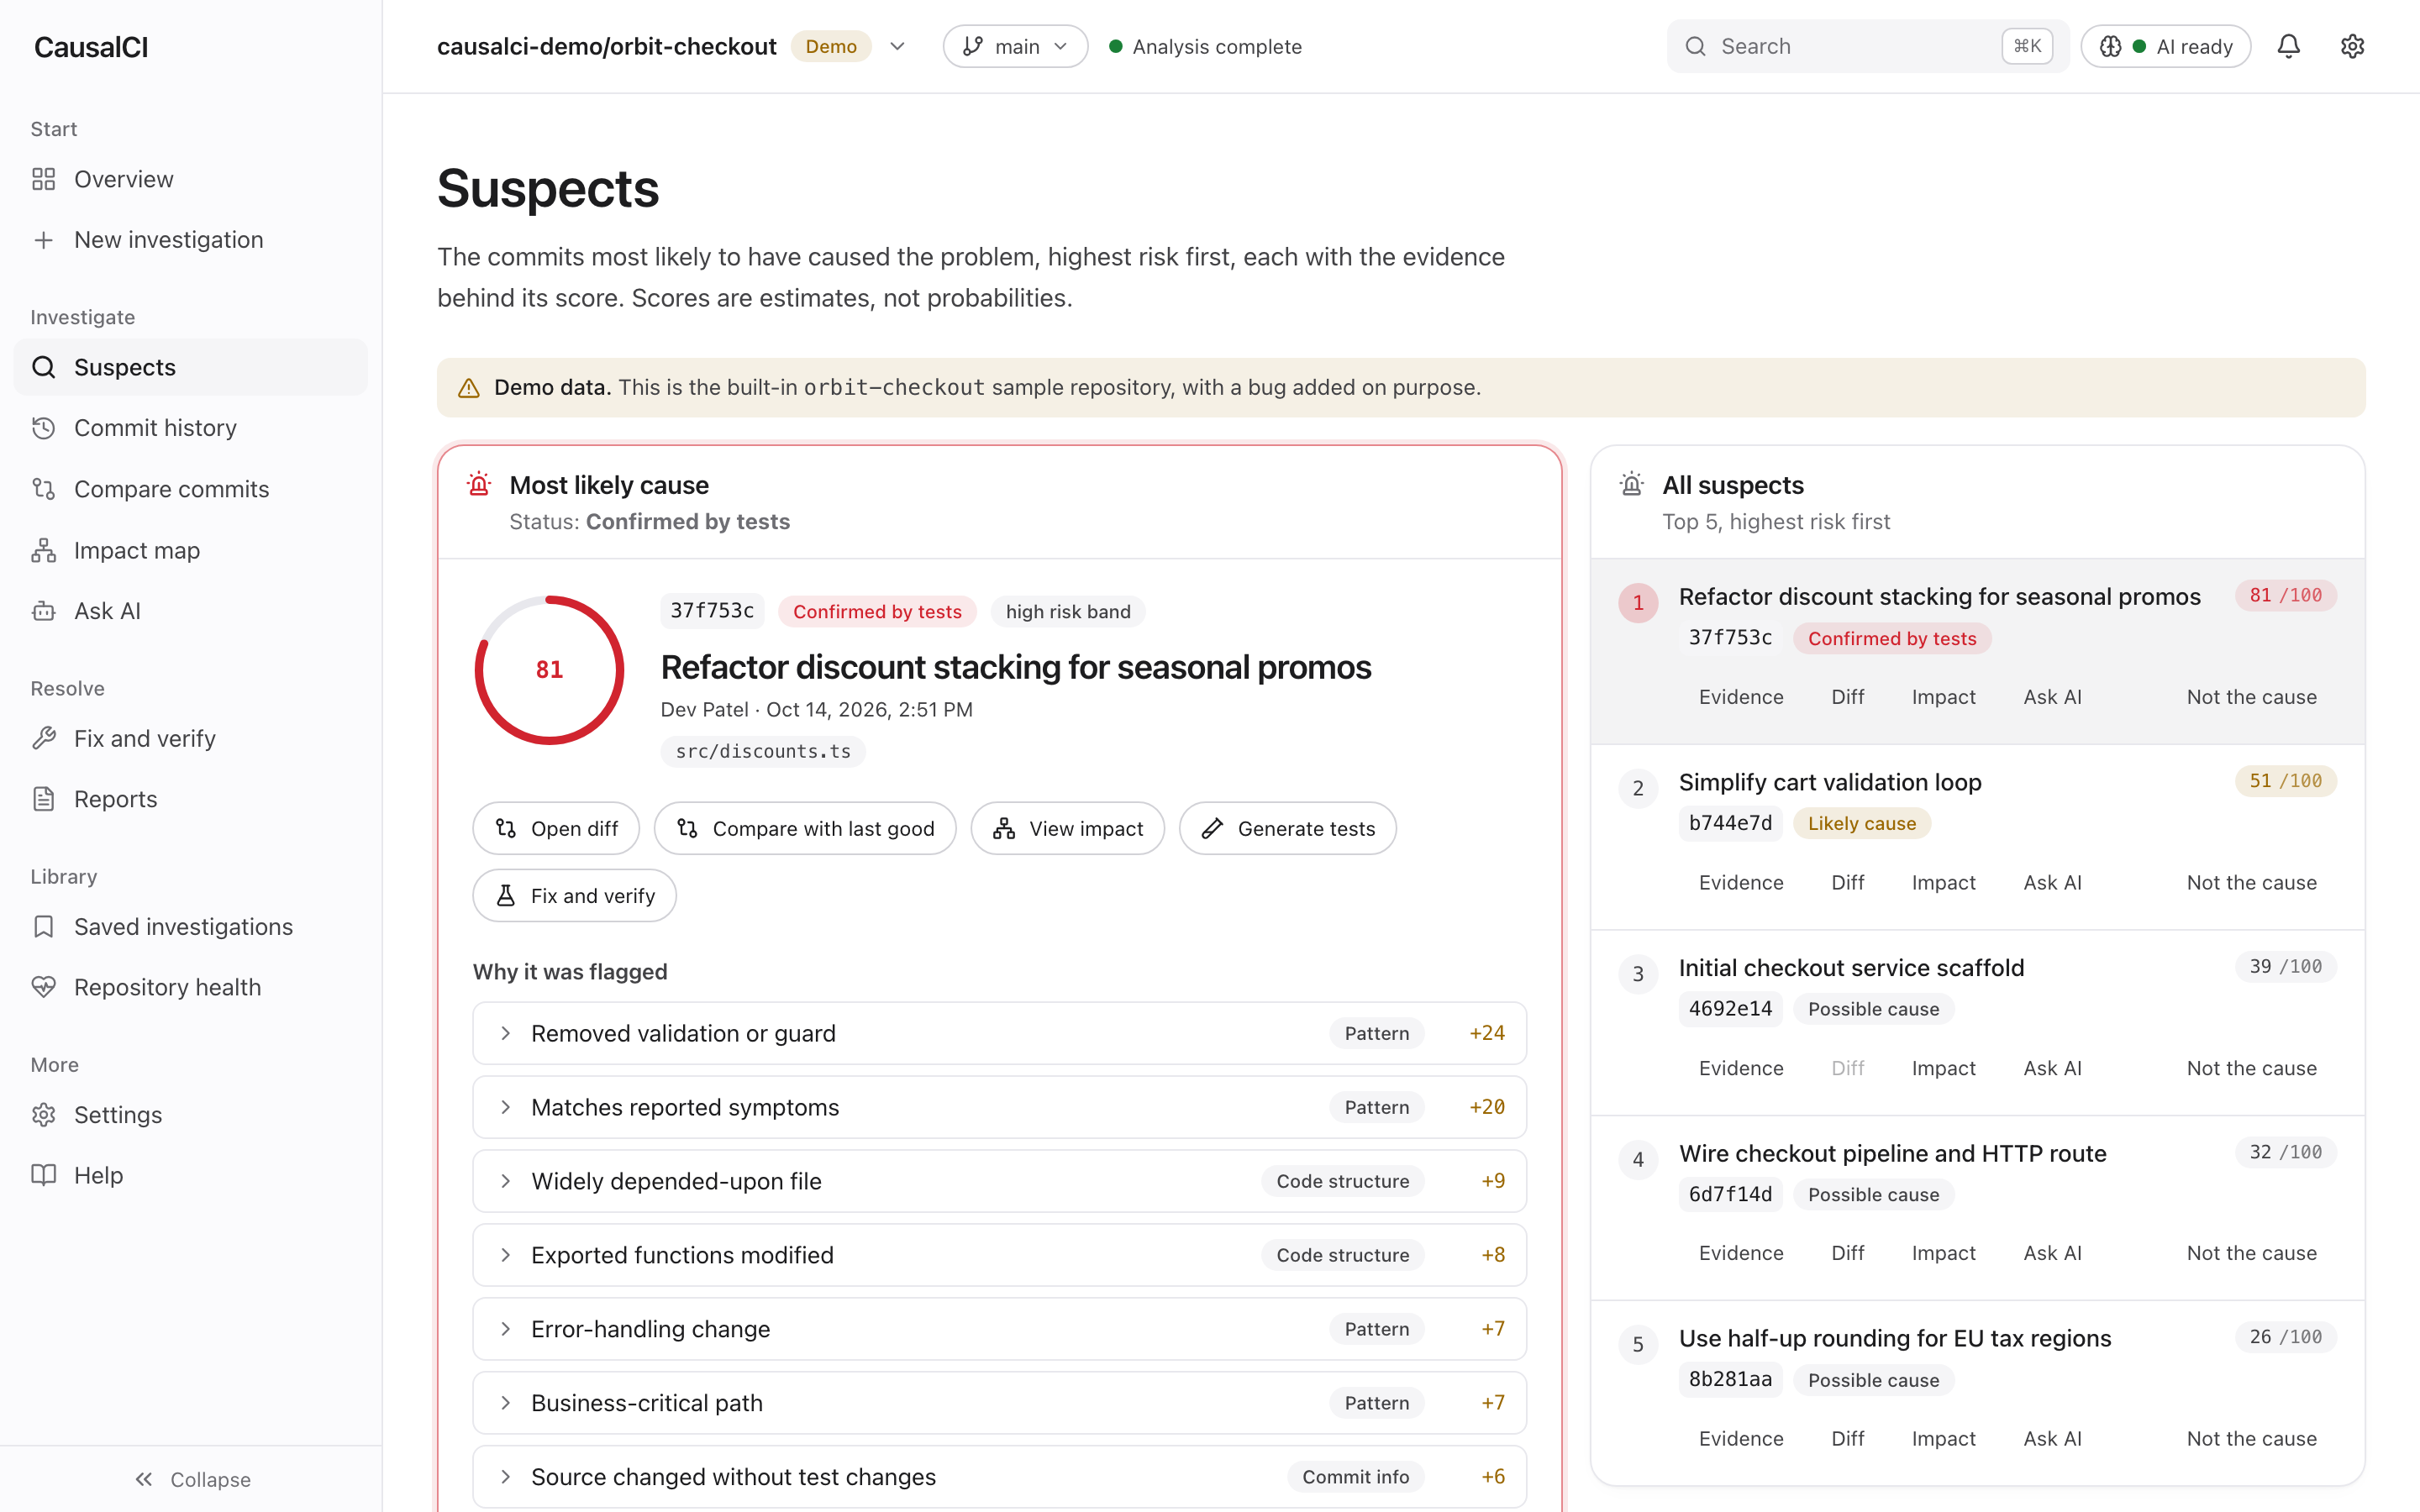 CausalCI
Start
Overview
New investigation
Investigate
Suspects
Commit history
Compare commits
Impact map
Ask AI
Resolve
Fix and verify
Reports
Library
Saved investigations
Repository health
More
Settings
Help
Collapse
causalci-demo/orbit-checkout Demo main Analysis complete Search ⌘K AI ready
Suspects
The commits most likely to have caused the problem, highest risk first, each with the evidence
behind its score. Scores are estimates, not probabilities.
Demo data. This is the built-in orbit-checkout sample repository, with a bug added on purpose.
Most likely cause
Status: Confirmed by tests
81
37f753c Confirmed by tests high risk band
Refactor discount stacking for seasonal promos
Dev Patel · Oct 14, 2026, 2:51 PM
src/discounts.ts
Open diff Compare with last good View impact Generate tests
Fix and verify
Why it was flagged
Removed validation or guard Pattern +24
Matches reported symptoms Pattern +20
Widely depended-upon file Code structure +9
Exported functions modified Code structure +8
Error-handling change Pattern +7
Business-critical path Pattern +7
Source changed without test changes Commit info +6
All suspects
Top 5, highest risk first
1 Refactor discount stacking for seasonal promos 81 /100
37f753c Confirmed by tests
Evidence Diff Impact Ask AI Not the cause
2 Simplify cart validation loop 51 /100
b744e7d Likely cause
Evidence Diff Impact Ask AI Not the cause
3 Initial checkout service scaffold 39 /100
4692e14 Possible cause
Evidence Diff Impact Ask AI Not the cause
4 Wire checkout pipeline and HTTP route 32 /100
6d7f14d Possible cause
Evidence Diff Impact Ask AI Not the cause
5 Use half-up rounding for EU tax regions 26 /100
8b281aa Possible cause
Evidence Diff Impact Ask AI Not the cause